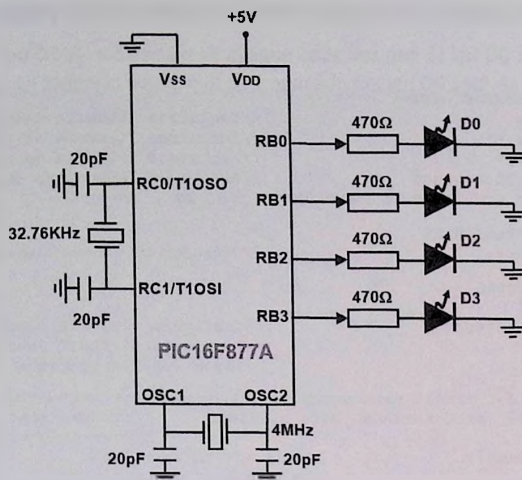 +5V
Vss
VDD
RB0
470Ω
D0
20pF
RC0/T1OSO
470Ω
D1
RB1
32.76KHz
470Ω
D2
RB2
RC1/T1OSI
20pF
470Ω
D3
RB3
PIC16F877A
OSC1
OSC2
4MHz
20pF
20pF